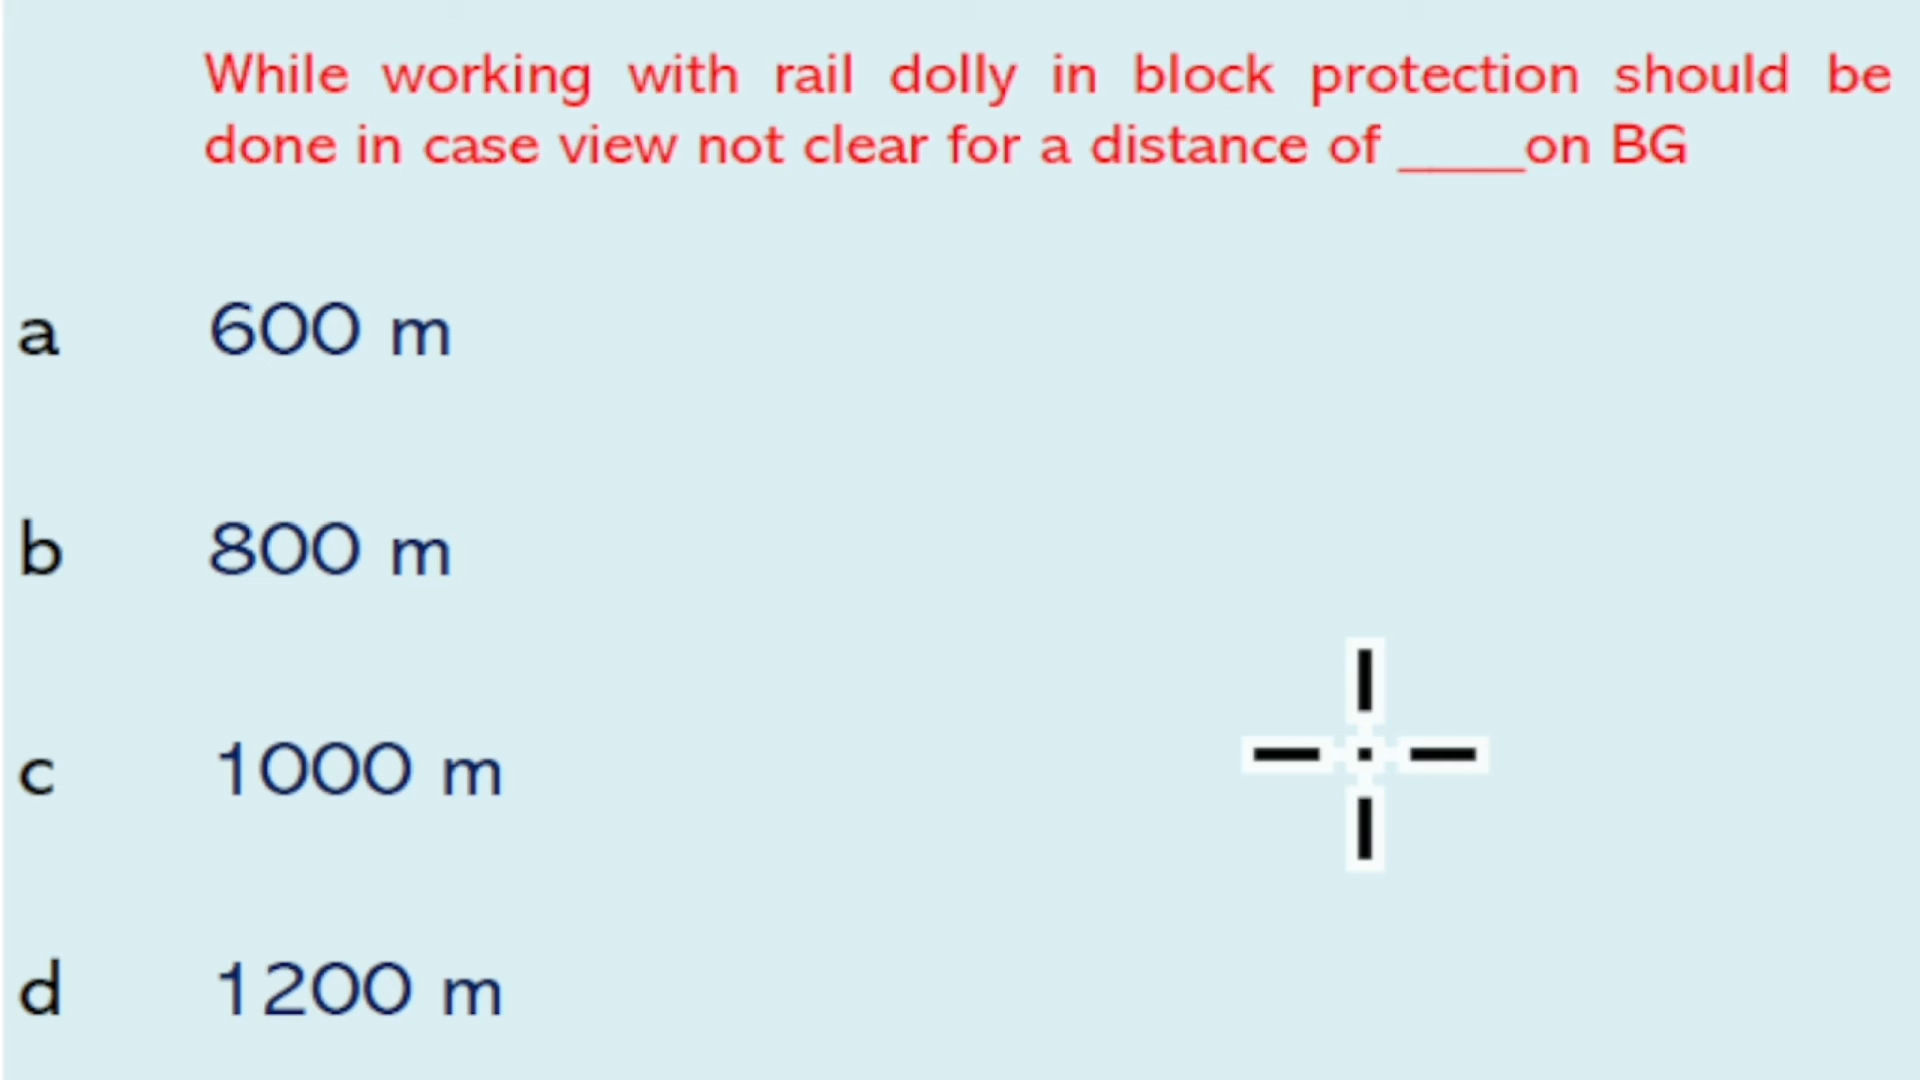 While working with rail dolly in block protection should be
done in case view not clear for a distance of ____on BG
a 600 m
b 800 m
c 1000 m
d 1200 m